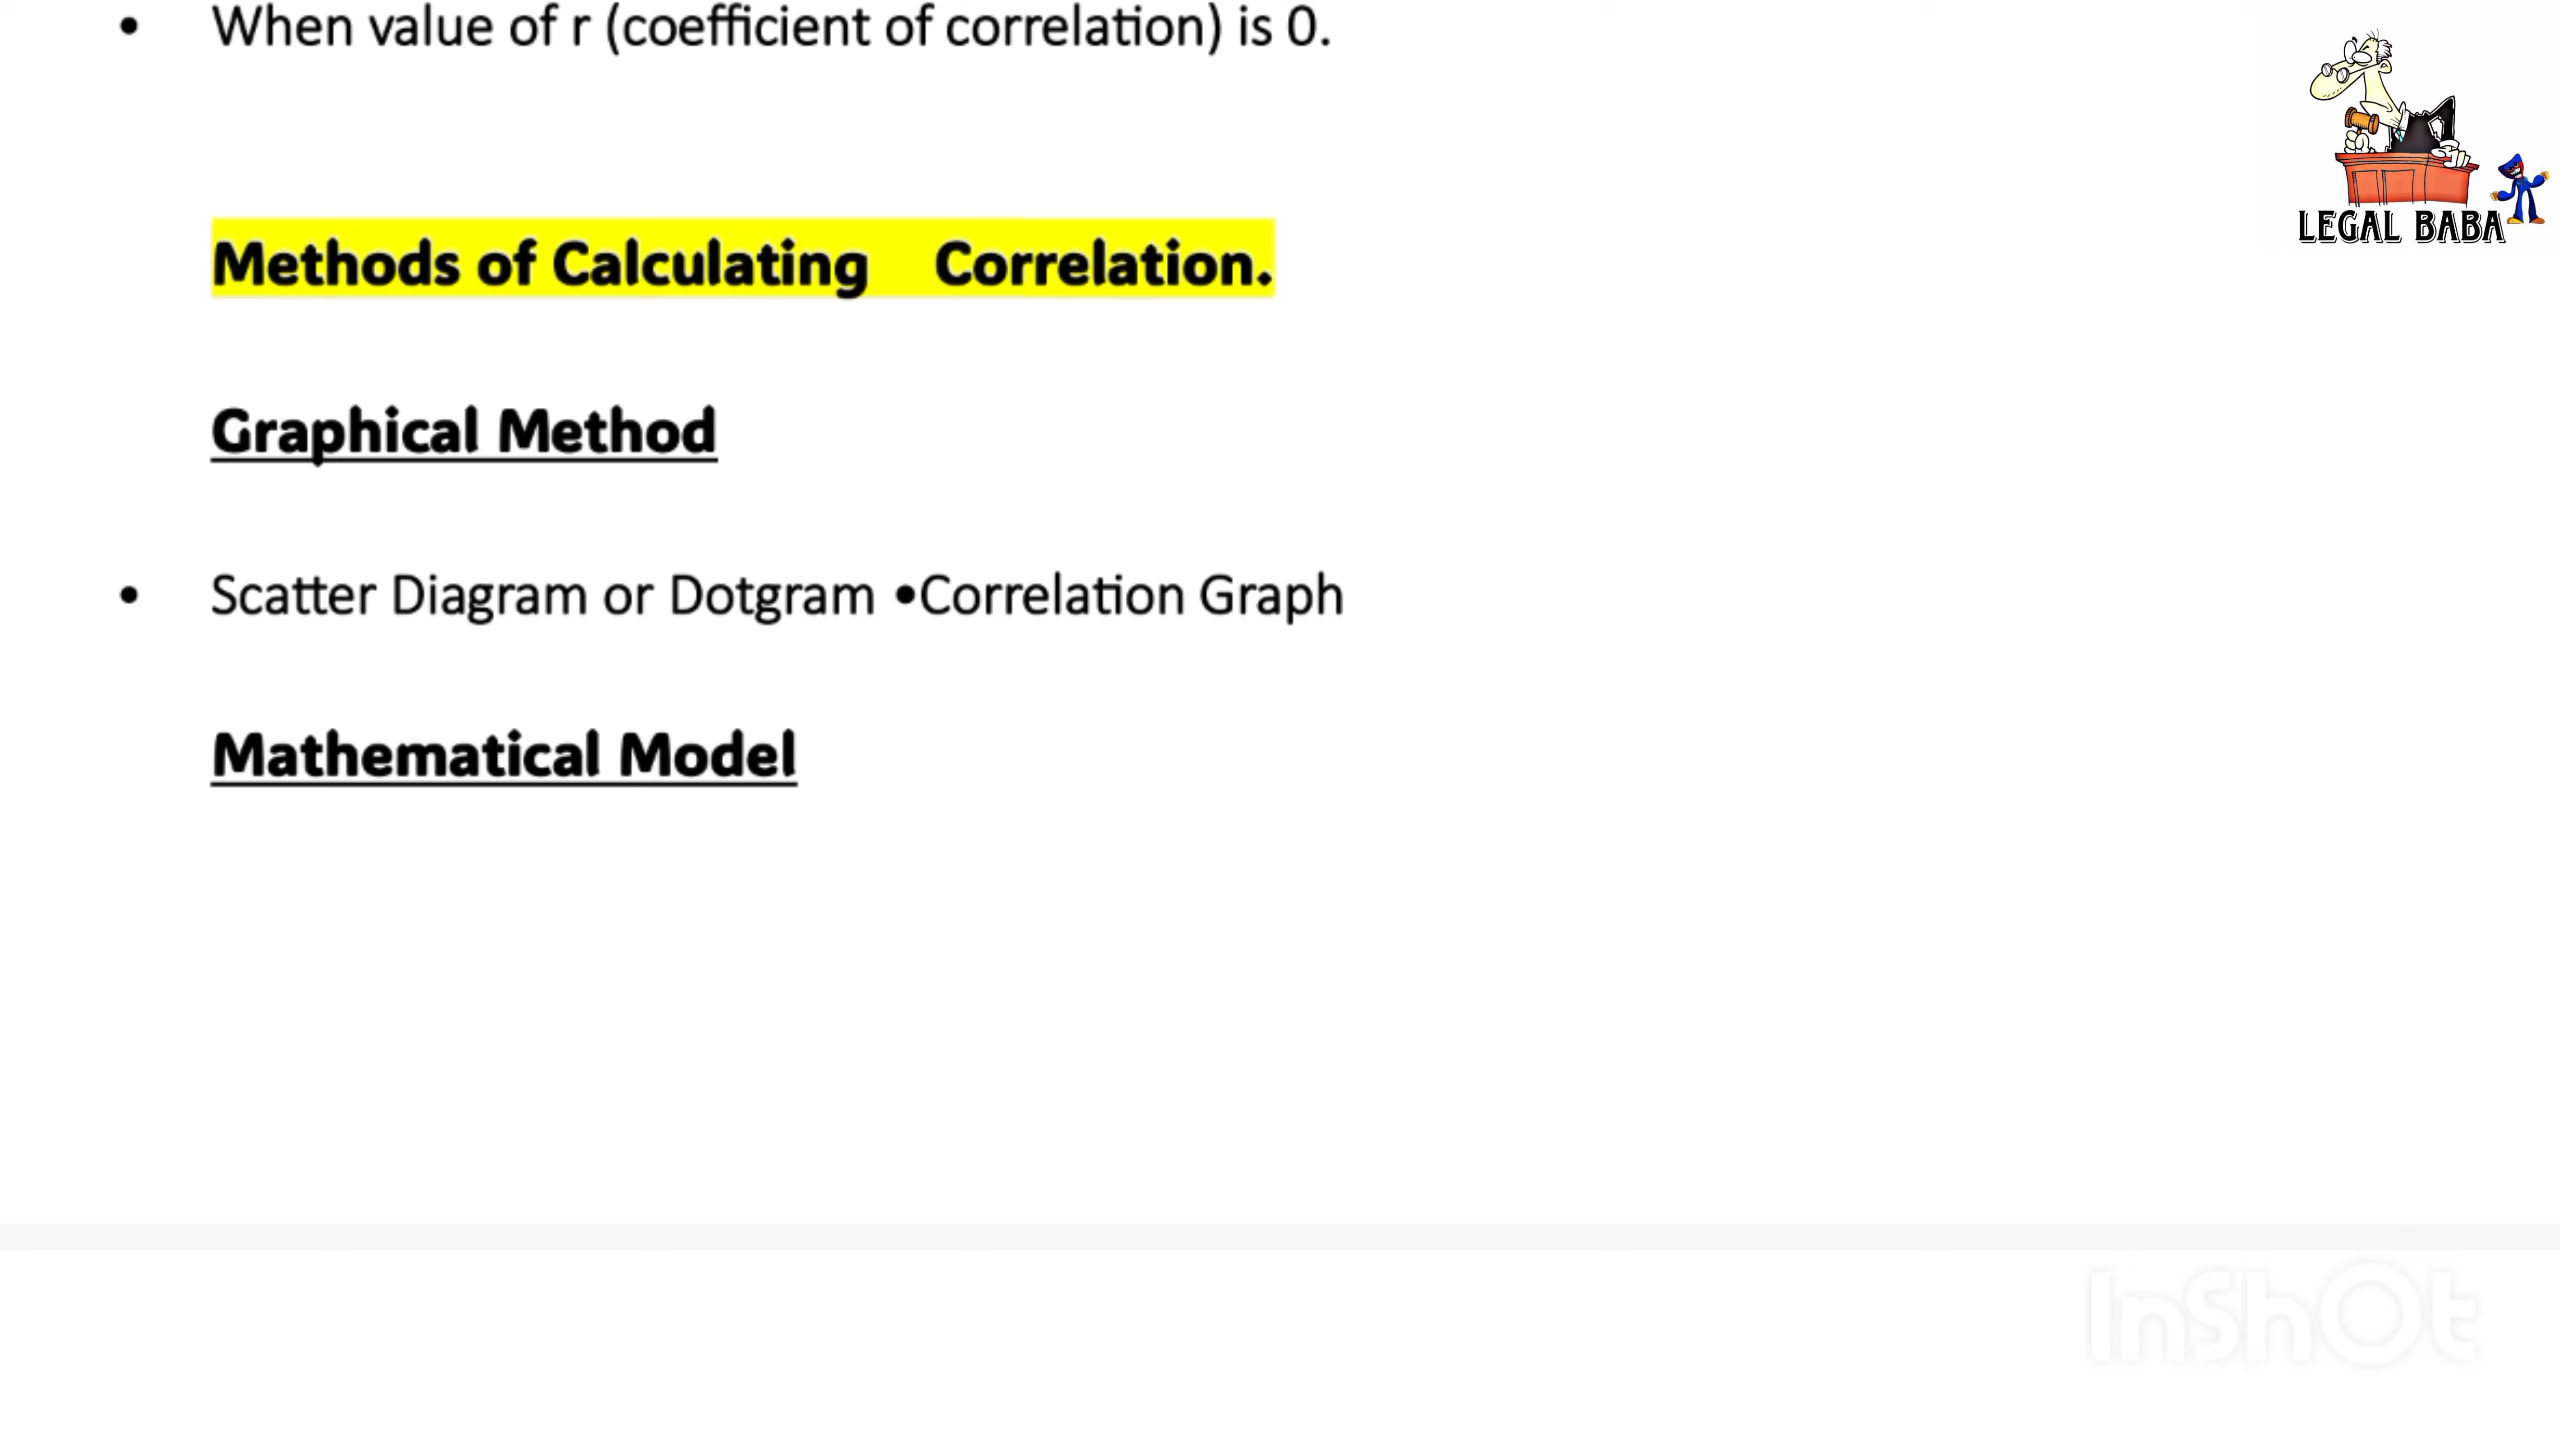 • When value of r (coefficient of correlation) is 0.
LEGAL BABA
Methods of Calculating Correlation.
Graphical Method
• Scatter Diagram or Dotgram •Correlation Graph
Mathematical Model
InShOt